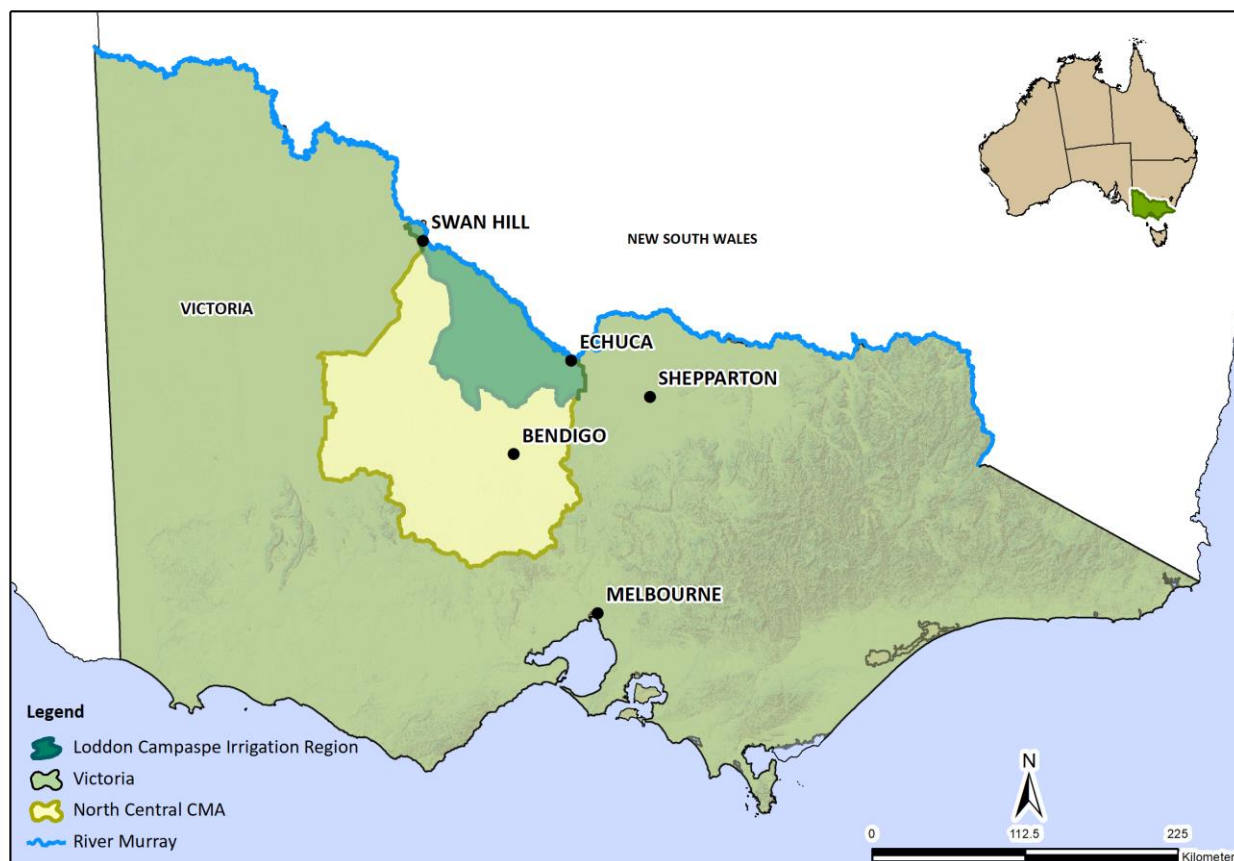 SWAN HILL
NEW SOUTH WALES
VICTORIA
ECHUCA
SHEPPARTON
BENDIGO
MELBOURNE
Legend
Loddon Campaspe Irrigation Region
Victoria
North Central CMA
River Murray
N
0 112.5 225
Kilometer